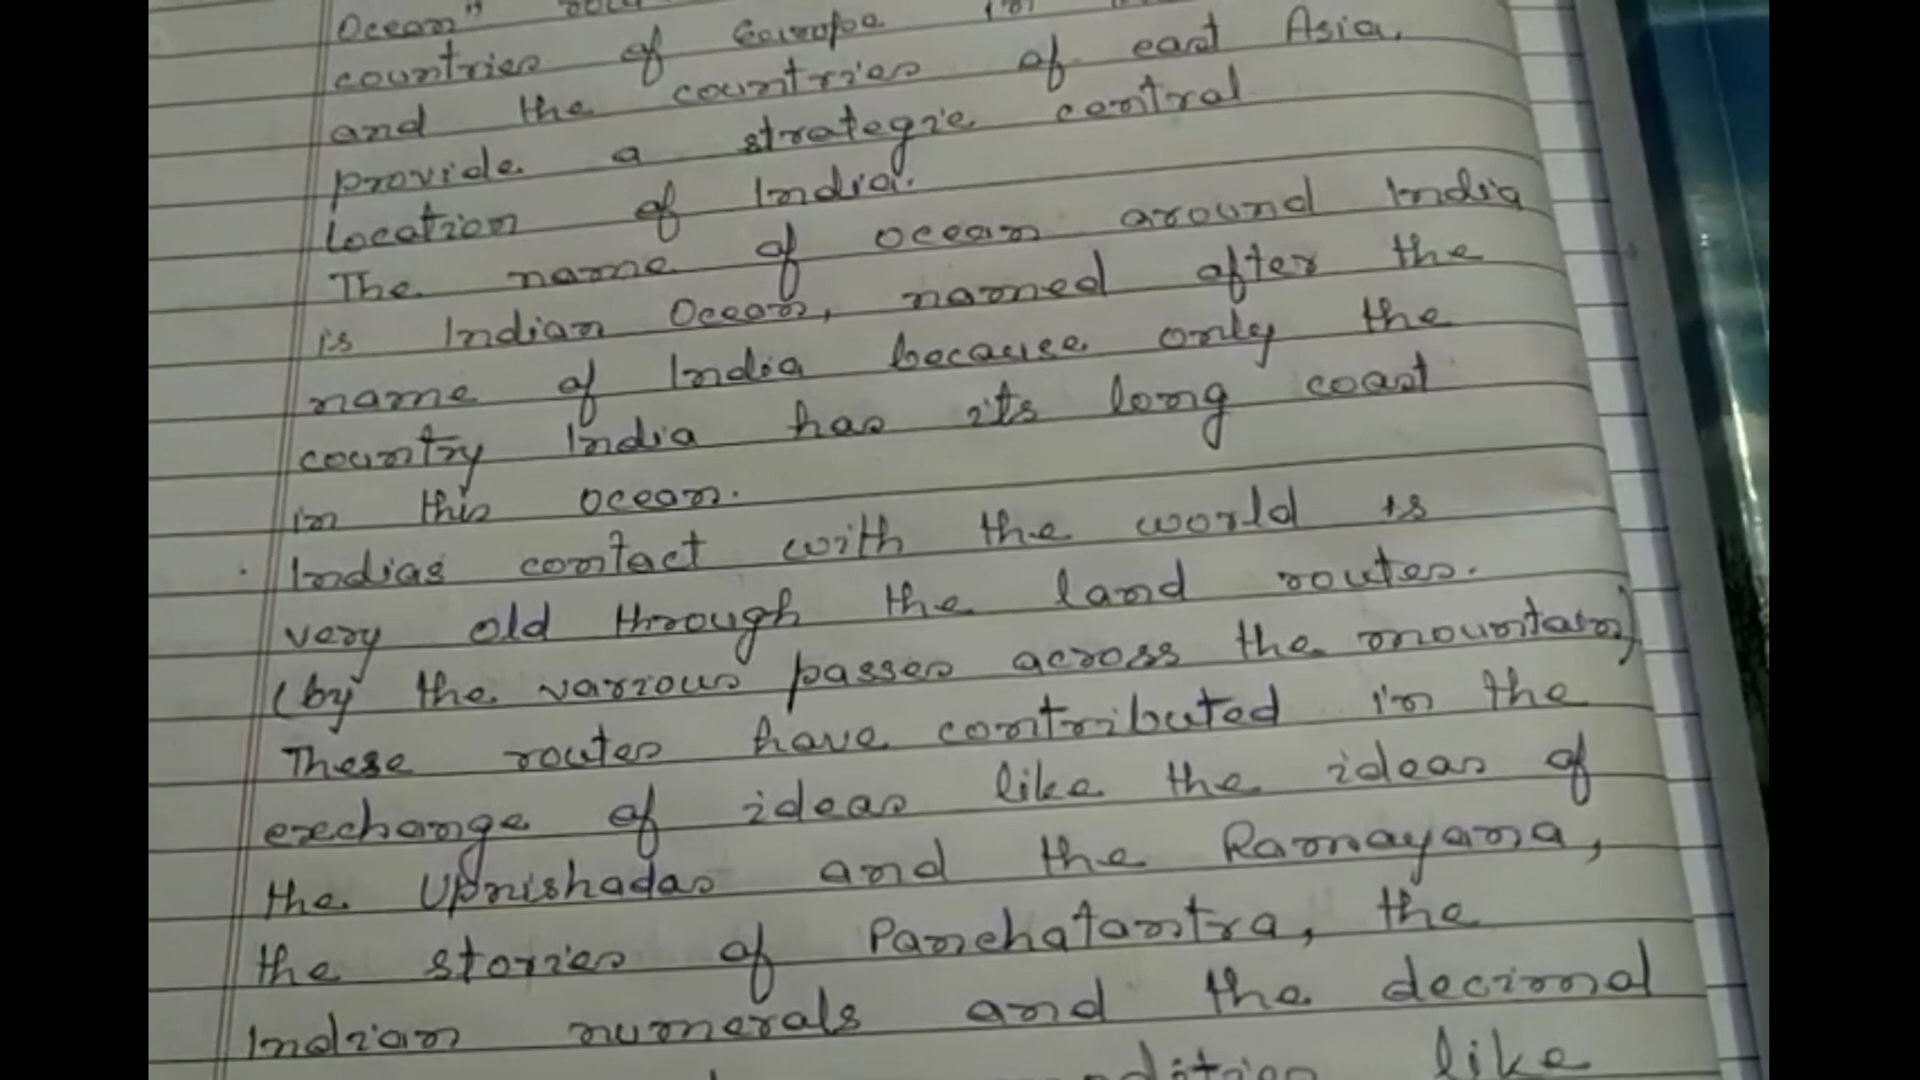 Ocean"
countries of Europe in
and the countries of east Asia,
provide a strategic central
location of India.
The name of ocean around India
is Indian Ocean, named after the
name of India because only the
country India has its long coast
in this ocean.
Indias contact with the world is
very old through the land routes.
(by the various passes across the mountain)
These routes have contributed in the
exchange of ideas like the ideas of
the Upnishadas and the Ramayana,
the stories of Panchatantra, the
Indian numerals and the decimal
like